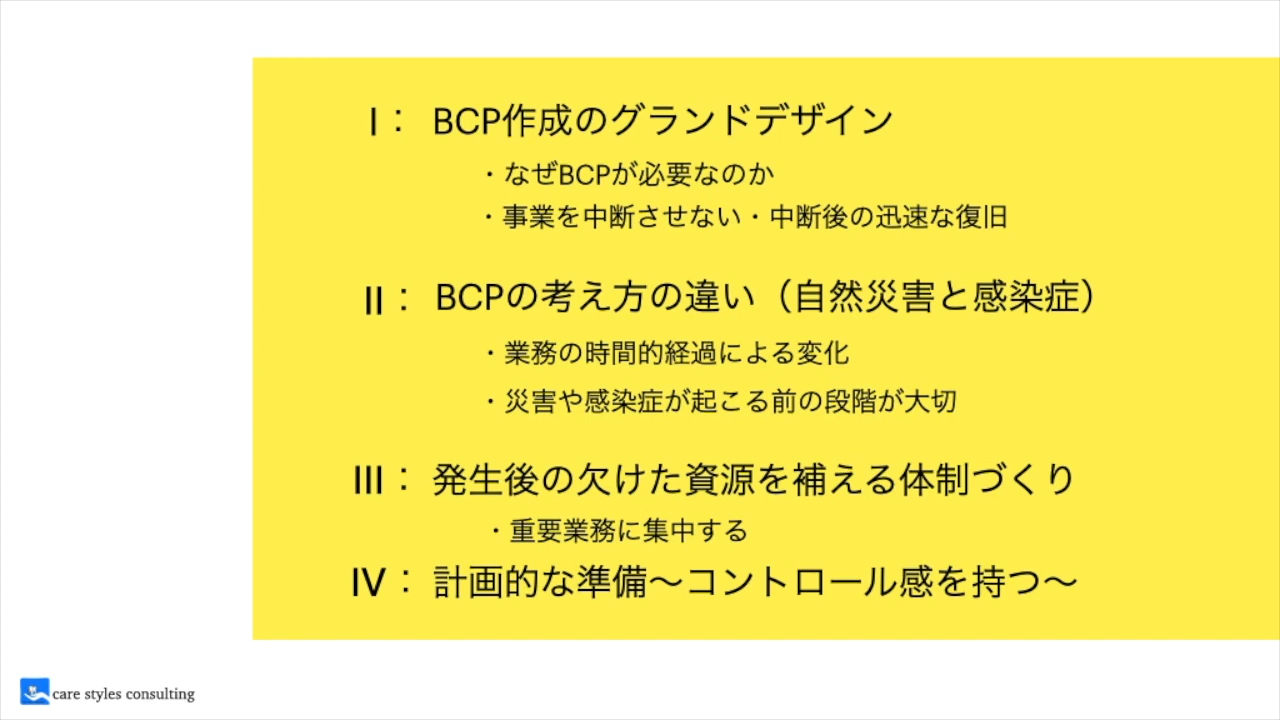 I： BCP作成のグランドデザイン
・なぜBCPが必要なのか
・事業を中断させない・中断後の迅速な復旧
II： BCPの考え方の違い（自然災害と感染症）
・業務の時間的経過による変化
・災害や感染症が起こる前の段階が大切
III： 発生後の欠けた資源を補える体制づくり
・重要業務に集中する
IV： 計画的な準備〜コントロール感を持つ〜
care styles consulting